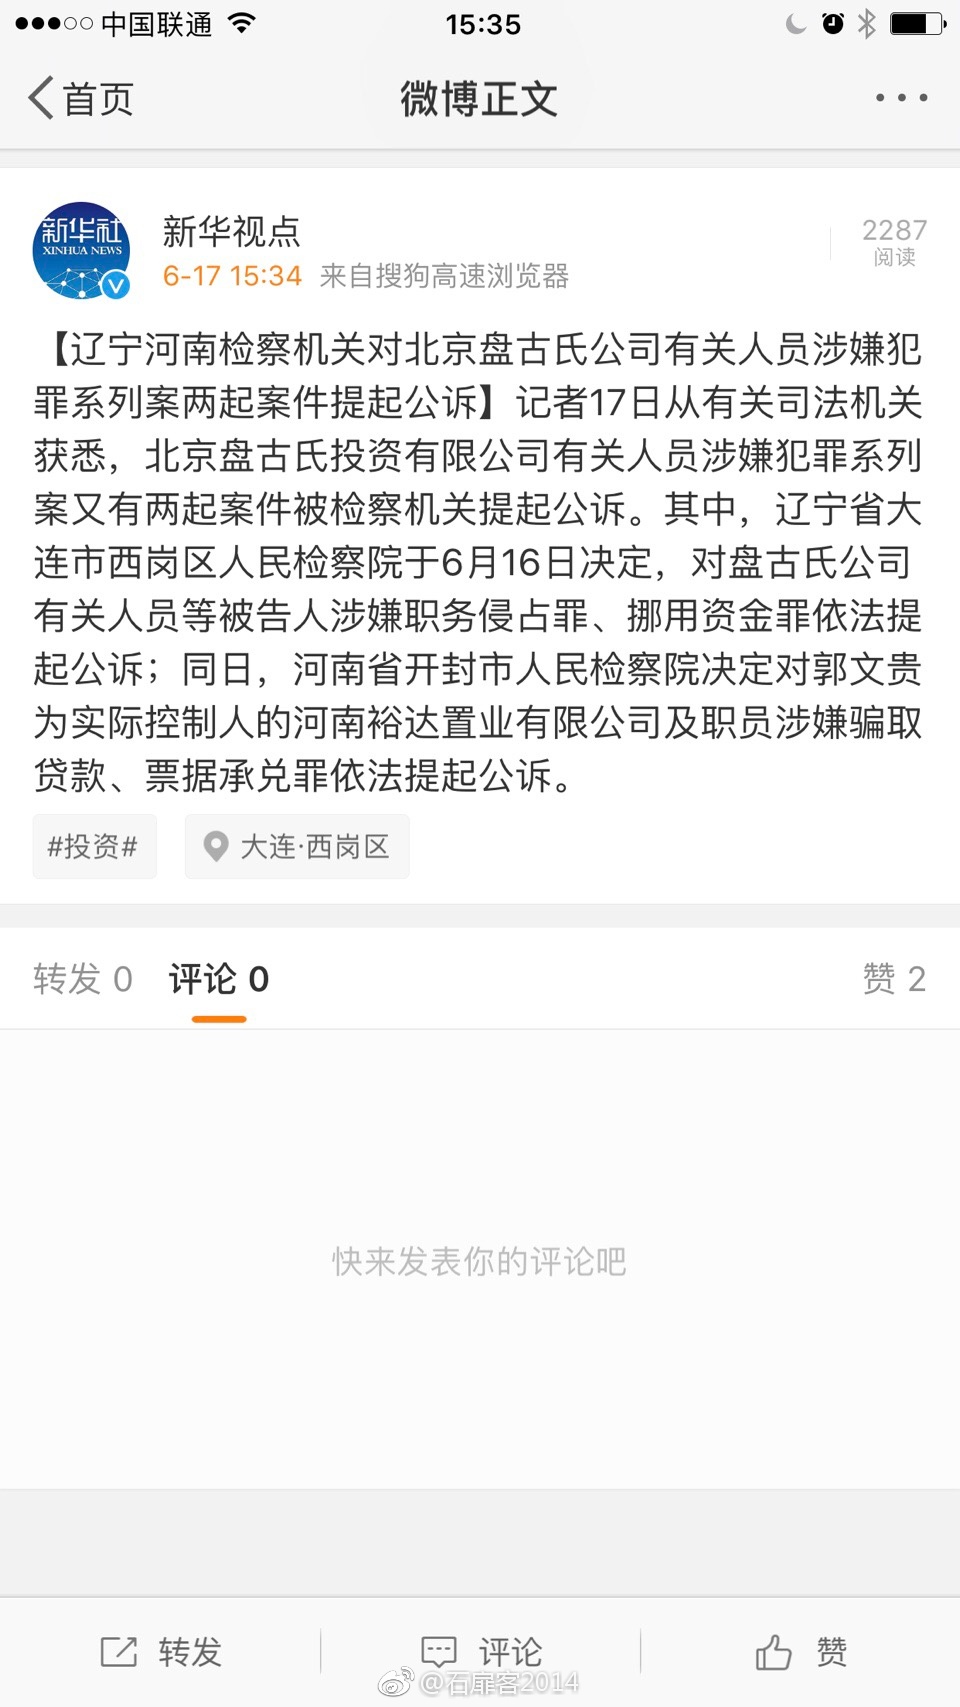 中国联通
15:35
首页
微博正文
新华社
XINHUA NEWS
新华视点
6-17 15:34 来自搜狗高速浏览器
2287
阅读
【辽宁河南检察机关对北京盘古氏公司有关人员涉嫌犯
罪系列案两起案件提起公诉】记者17日从有关司法机关
获悉，北京盘古氏投资有限公司有关人员涉嫌犯罪系列
案又有两起案件被检察机关提起公诉。其中，辽宁省大
连市西岗区人民检察院于6月16日决定，对盘古氏公司
有关人员等被告人涉嫌职务侵占罪、挪用资金罪依法提
起公诉；同日，河南省开封市人民检察院决定对郭文贵
为实际控制人的河南裕达置业有限公司及职员涉嫌骗取
贷款、票据承兑罪依法提起公诉。
#投资#
大连·西岗区
转发 0 评论 0 赞 2
快来发表你的评论吧
转发 评论 赞
@石扉客2014